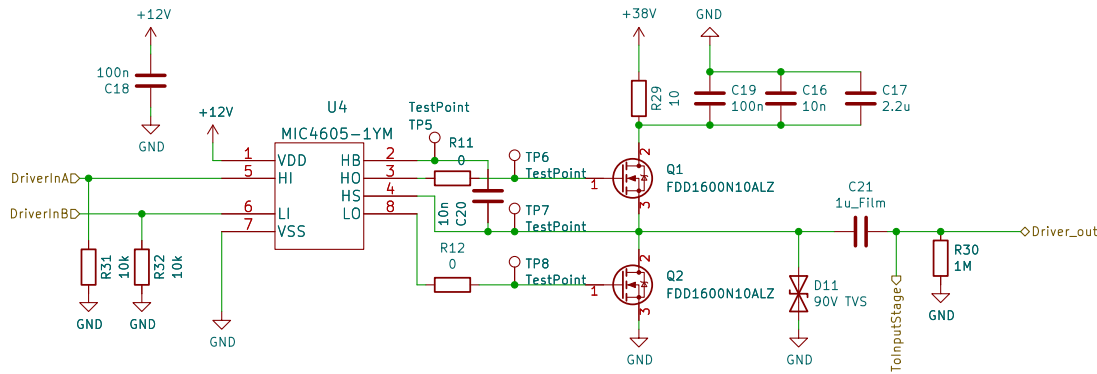 +12V
100n
C18
GND
+12V
U4
MIC4605-1YM
1
VDD
5
HI
6
LI
7
VSS
HB
2
HO
3
HS
4
LO
8
DriverInA
DriverInB
R31
10k
R32
10k
GND
GND
GND
TestPoint
TP5
R11
0
10n
C20
R12
0
TP6
TestPoint
TP7
TestPoint
TP8
TestPoint
+38V
R29
10
GND
C19
100n
C16
10n
C17
2.2u
2
1
3
Q1
FDD1600N10ALZ
2
1
3
Q2
FDD1600N10ALZ
GND
D11
90V TVS
GND
C21
1u_Film
ToInputStage
R30
1M
GND
Driver_out